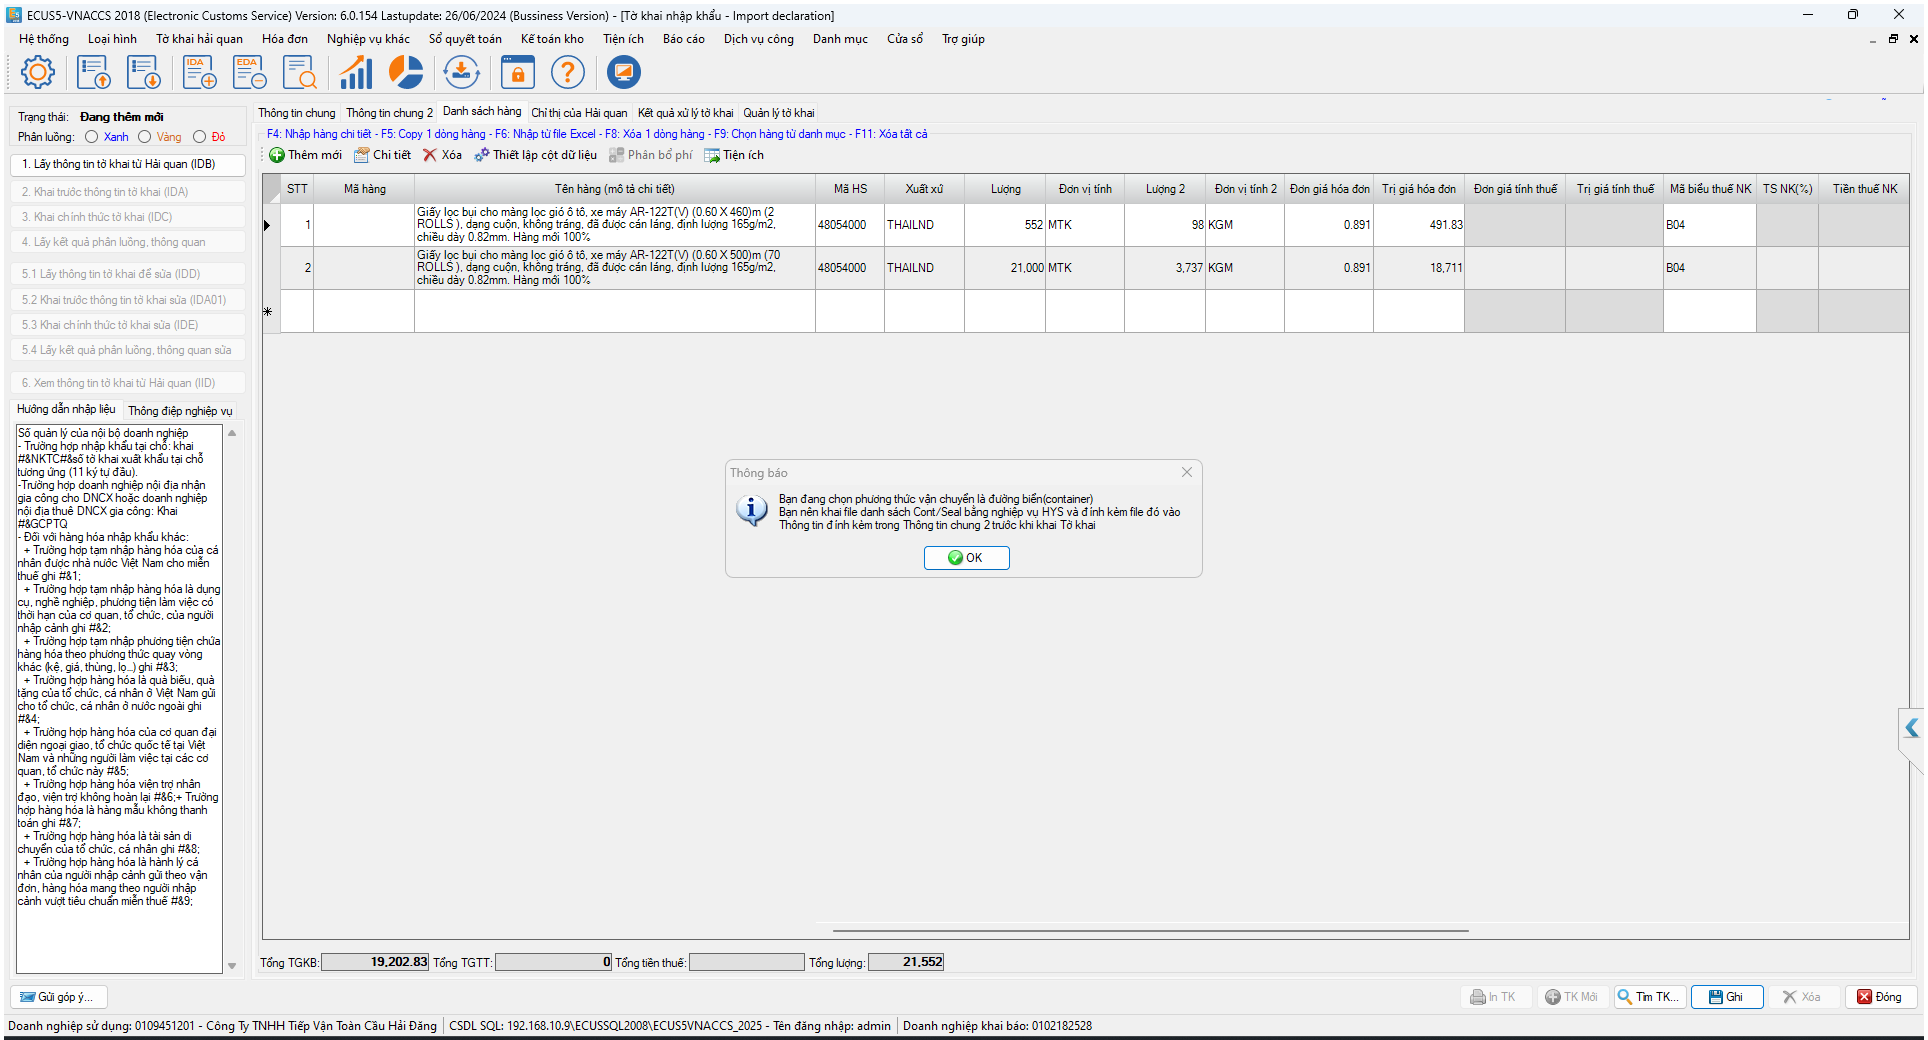 ECUS5-VNACCS 2018 (Electronic Customs Service) Version: 6.0.154 Lastupdate: 26/06/2024 (Bussiness Version) - [Tờ khai nhập khẩu - Import declaration]
Hệ thống Loại hình Tờ khai hải quan Hóa đơn Nghiệp vụ khác Sổ quyết toán Kế toán kho Tiện ích Báo cáo Dịch vụ công Danh mục Cửa sổ Trợ giúp
IDA EDA
Trạng thái: Đang thêm mới
Phân luồng: Xanh Vàng Đỏ
1. Lấy thông tin tờ khai từ Hải quan (IDB)
2. Khai trước thông tin tờ khai (IDA)
3. Khai chính thức tờ khai (IDC)
4. Lấy kết quả phân luồng, thông quan
5.1 Lấy thông tin tờ khai để sửa (IDD)
5.2 Khai trước thông tin tờ khai sửa (IDA01)
5.3 Khai chính thức tờ khai sửa (IDE)
5.4 Lấy kết quả phân luồng, thông quan sửa
6. Xem thông tin tờ khai từ Hải quan (IID)
Hướng dẫn nhập liệu Thông điệp nghiệp vụ
Số quản lý của nội bộ doanh nghiệp
- Trường hợp nhập khẩu tại chỗ: khai
#&NKTC#&số tờ khai xuất khẩu tại chỗ
tương ứng (11 ký tự đầu).
-Trường hợp doanh nghiệp nội địa nhận
gia công cho DNCX hoặc doanh nghiệp
nội địa thuê DNCX gia công: Khai
#&GCPTQ
- Đối với hàng hóa nhập khẩu khác:
+ Trường hợp tạm nhập hàng hóa của cá
nhân được nhà nước Việt Nam cho miễn
thuế ghi #&1;
+ Trường hợp tạm nhập hàng hóa là dụng
cụ, nghề nghiệp, phương tiện làm việc có
thời hạn của cơ quan, tổ chức, của người
nhập cảnh ghi #&2;
+ Trường hợp tạm nhập phương tiện chứa
hàng hóa theo phương thức quay vòng
khác (kệ, giá, thùng, lọ...) ghi #&3;
+ Trường hợp hàng hóa là quà biếu, quà
tặng của tổ chức, cá nhân ở Việt Nam gửi
cho tổ chức, cá nhân ở nước ngoài ghi
#&4;
+ Trường hợp hàng hóa của cơ quan đại
diện ngoại giao, tổ chức quốc tế tại Việt
Nam và những người làm việc tại các cơ
quan, tổ chức này #&5;
+ Trường hợp hàng hóa viện trợ nhân
đạo, viện trợ không hoàn lại #&6;+ Trường
hợp hàng hóa là hàng mẫu không thanh
toán ghi #&7;
+ Trường hợp hàng hóa là tài sản di
chuyển của tổ chức, cá nhân ghi #&8;
+ Trường hợp hàng hóa là hành lý cá
nhân của người nhập cảnh gửi theo vận
đơn, hàng hóa mang theo người nhập
cảnh vượt tiêu chuẩn miễn thuế #&9;
Thông tin chung Thông tin chung 2 Danh sách hàng Chỉ thị của Hải quan Kết quả xử lý tờ khai Quản lý tờ khai
F4: Nhập hàng chi tiết - F5: Copy 1 dòng hàng - F6: Nhập từ file Excel - F8: Xóa 1 dòng hàng - F9: Chọn hàng từ danh mục - F11: Xóa tất cả
Thêm mới Chi tiết Xóa Thiết lập cột dữ liệu Phân bổ phí Tiện ích
STT Mã hàng Tên hàng (mô tả chi tiết) Mã HS Xuất xứ Lượng Đơn vị tính Lượng 2 Đơn vị tính 2 Đơn giá hóa đơn Trị giá hóa đơn Đơn giá tính thuế Trị giá tính thuế Mã biểu thuế NK TS NK(%) Tiền thuế NK
Giấy lọc bụi cho màng lọc gió ô tô, xe máy AR-122T(V) (0.60 X 460)m (2
1 ROLLS ), dạng cuộn, không tráng, đã được cán láng, định lượng 165g/m2, 48054000 THAILND 552 MTK 98 KGM 0.891 491.83 B04
chiều dày 0.82mm. Hàng mới 100%
Giấy lọc bụi cho màng lọc gió ô tô, xe máy AR-122T(V) (0.60 X 500)m (70
2 ROLLS ), dạng cuộn, không tráng, đã được cán láng, định lượng 165g/m2, 48054000 THAILND 21,000 MTK 3,737 KGM 0.891 18,711 B04
chiều dày 0.82mm. Hàng mới 100%
Thông báo
Bạn đang chọn phương thức vận chuyển là đường biển(container)
Bạn nên khai file danh sách Cont/Seal bằng nghiệp vụ HYS và đính kèm file đó vào
Thông tin đính kèm trong Thông tin chung 2 trước khi khai Tờ khai
OK
Tổng TGKB: 19,202.83 Tổng TGTT: 0 Tổng tiền thuế: Tổng lượng: 21,552
Gửi góp ý... In TK TK Mới Tìm TK... Ghi Xóa Đóng
Doanh nghiệp sử dụng: 0109451201 - Công Ty TNHH Tiếp Vận Toàn Cầu Hải Đăng CSDL SQL: 192.168.10.9\ECUSSQL2008\ECUS5VNACCS_2025 - Tên đăng nhập: admin Doanh nghiệp khai báo: 0102182528